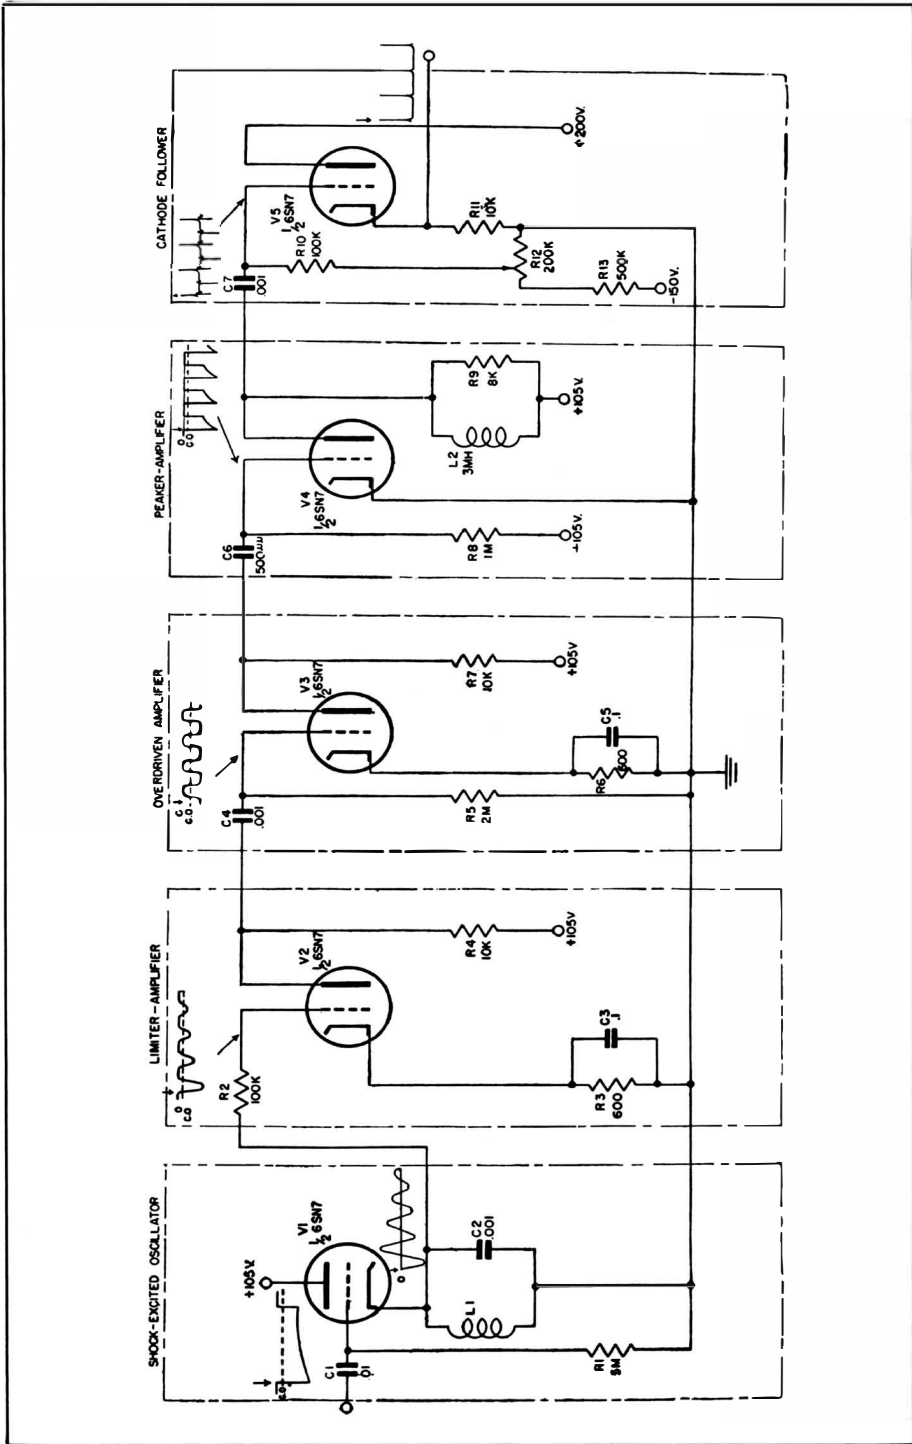 SHOCK-EXCITED OSCILLATOR
C.O.
+105V.
V1
½ 6SN7
C1
.01
O
L1
C2
.001
R1
5M
LIMITER-AMPLIFIER
O
C.O
R2
100K
V2
½ 6SN7
R4
10K
+105V
C3
.1
R3
600
OVERDRIVEN AMPLIFIER
C.O.
C4
.001
V3
½ 6SN7
R5
2M
R7
10K
+105V
C5
.1
R6
600
PEAKER-AMPLIFIER
O
C.O.
C6
500µµ
V4
½ 6SN7
R8
1M
+105V.
L2
3MH
R9
8K
+105V.
CATHODE FOLLOWER
C7
.001
V5
½ 6SN7
R10
100K
R11
10K
R12
200K
R13
500K
-150V.
+200V.